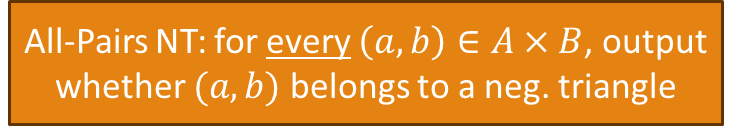 All-Pairs NT: for every (a, b) ∈ A × B, output
whether (a, b) belongs to a neg. triangle